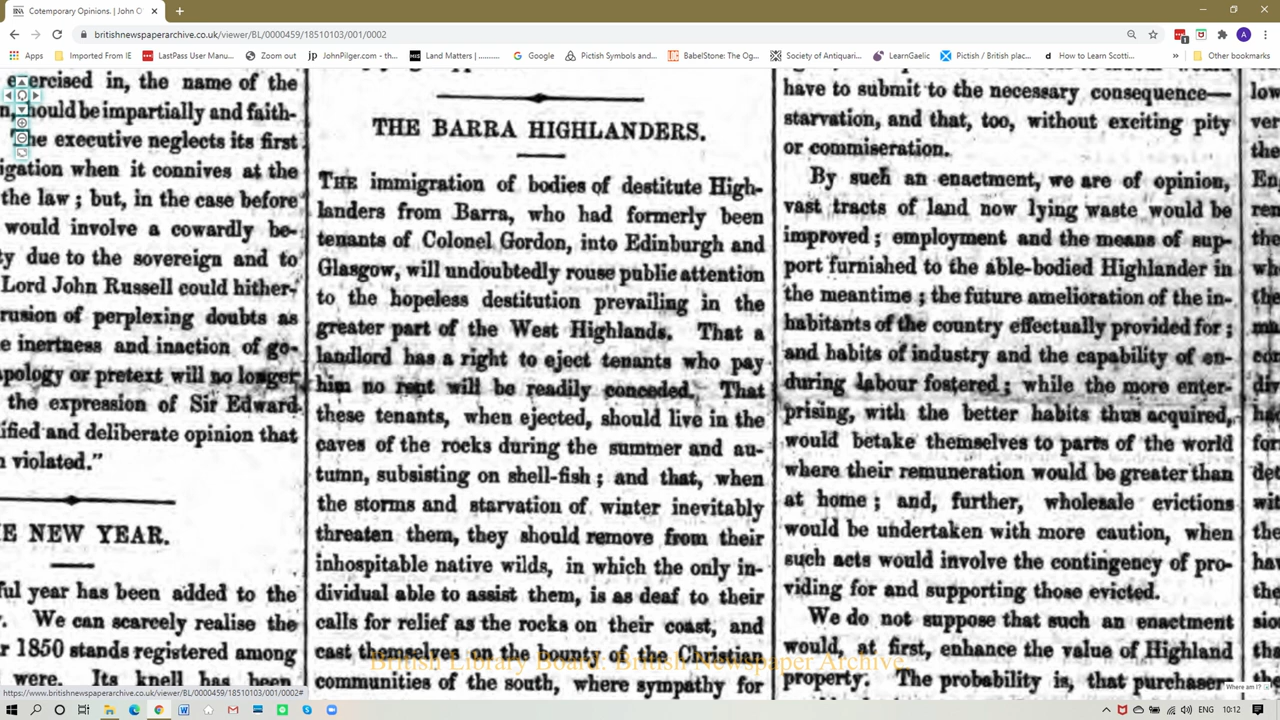 Cotemporary Opinions. | John O
britishnewspaperarchive.co.uk/viewer/BL/0000459/18510103/001/0002
Apps
Imported From IE
LastPass User Manu...
Zoom out
JohnPilger.com - th...
Land Matters | ..........
Google
Pictish Symbols and...
BabelStone: The Og...
Society of Antiquari...
LearnGaelic
Pictish / British plac...
How to Learn Scotti...
»
Other bookmarks
exercised in, the name of the
should be impartially and faith-
the executive neglects its first
igation when it connives at the
the law; but, in the case before
would involve a cowardly be-
ty due to the sovereign and to
Lord John Russell could hither-
rusion of perplexing doubts as
e inertness and inaction of go-
apology or pretext will no longer
the expression of Sir Edward
ified and deliberate opinion that
n violated."
E NEW YEAR.
ful year has been added to the
We can scarcely realise the
r 1850 stands registered among
were. Its knell has been
THE BARRA HIGHLANDERS.
THE immigration of bodies of destitute High-
landers from Barra, who had formerly been
tenants of Colonel Gordon, into Edinburgh and
Glasgow, will undoubtedly rouse public attention
to the hopeless destitution prevailing in the
greater part of the West Highlands. That a
landlord has a right to eject tenants who pay
him no rent will be readily conceded. That
these tenants, when ejected, should live in the
caves of the rocks during the summer and au-
tumn, subsisting on shell-fish; and that, when
the storms and starvation of winter inevitably
threaten them, they should remove from their
inhospitable native wilds, in which the only in-
dividual able to assist them, is as deaf to their
calls for relief as the rocks on their coast, and
cast themselves on the bounty of the Christian
communities of the south, where sympathy for
have to submit to the necessary consequence—
starvation, and that, too, without exciting pity
or commiseration.
By such an enactment, we are of opinion,
vast tracts of land now lying waste would be
improved; employment and the means of sup-
port furnished to the able-bodied Highlander in
the meantime; the future amelioration of the in-
habitants of the country effectually provided for;
and habits of industry and the capability of en-
during labour fostered; while the more enter-
prising, with the better habits thus acquired,
would betake themselves to parts of the world
where their remuneration would be greater than
at home; and, further, wholesale evictions
would be undertaken with more caution, when
such acts would involve the contingency of pro-
viding for and supporting those evicted.
We do not suppose that such an enactment
would, at first, enhance the value of Highland
property. The probability is, that purchasers
British Library Board. British Newspaper Archive
Where am I?
https://www.britishnewspaperarchive.co.uk/viewer/BL/0000459/18510103/001/0002#
ENG
10:12